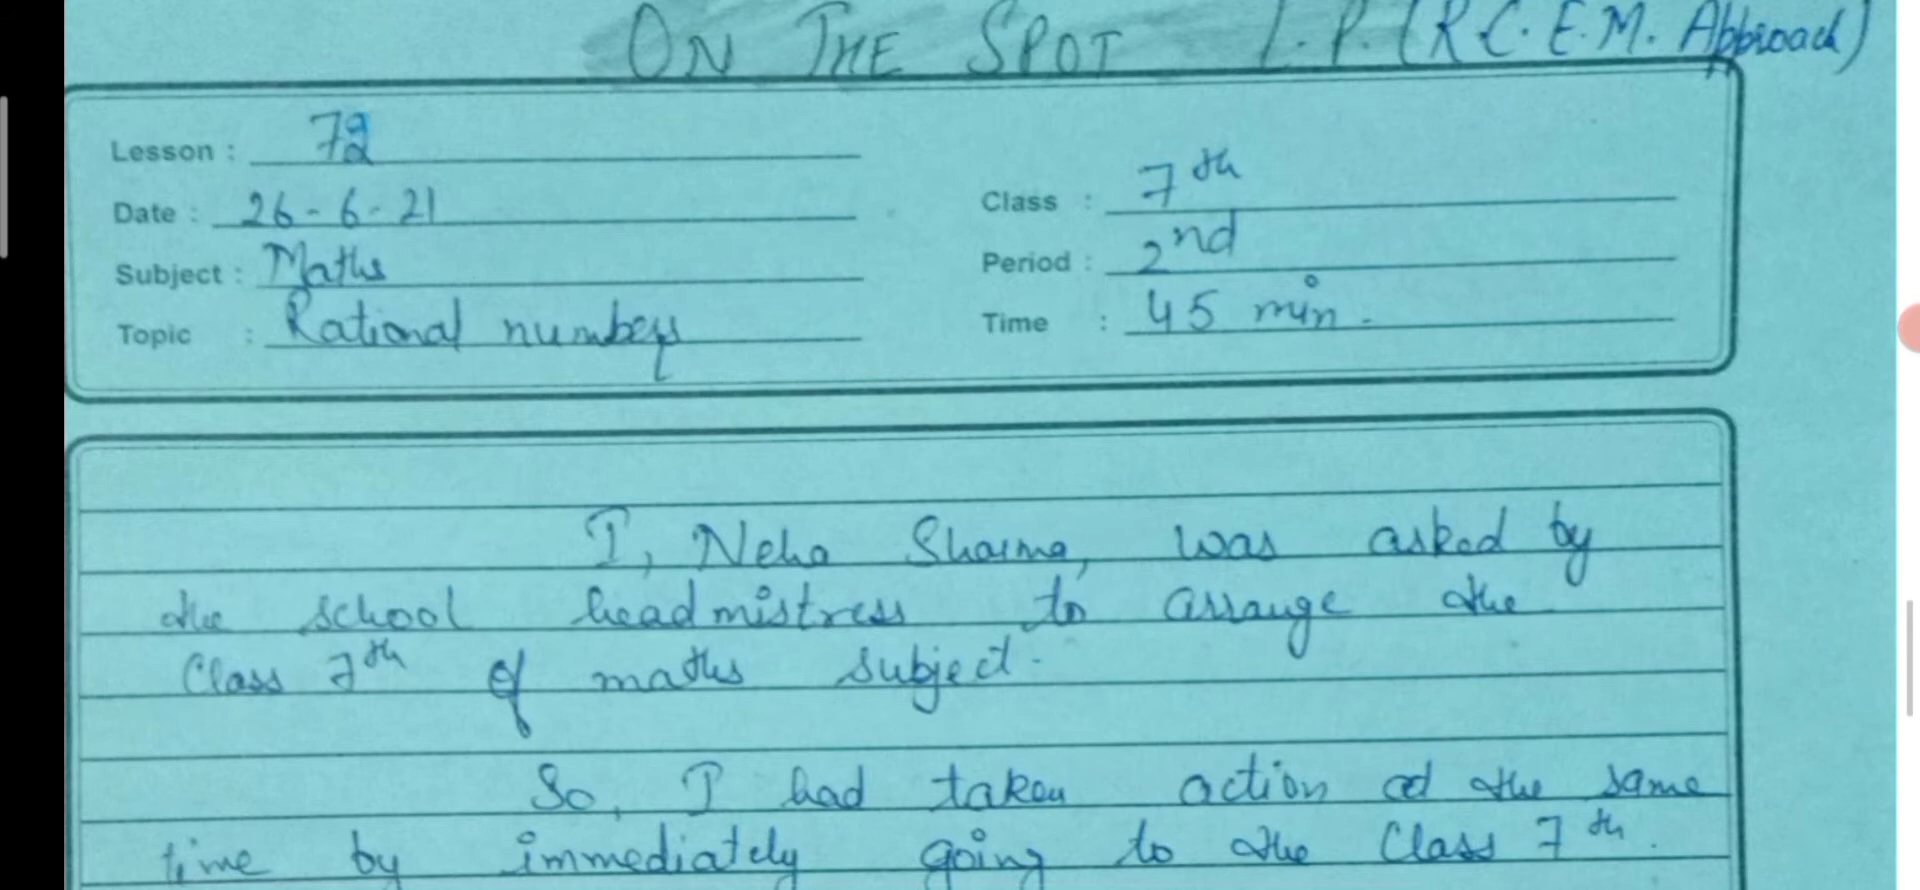 ON THE SPOT L.P. (R.C.E.M. Approach)
Lesson : 72
Date : 26-6-21
Class : 7th
Subject : Maths
Period : 2nd
Topic : Rational numbers
Time : 45 min.
I, Neha Sharma, was asked by
the school headmistress to arrange the
Class 7th of maths subject.
So, I had taken action at the same
time by immediately going to the Class 7th.